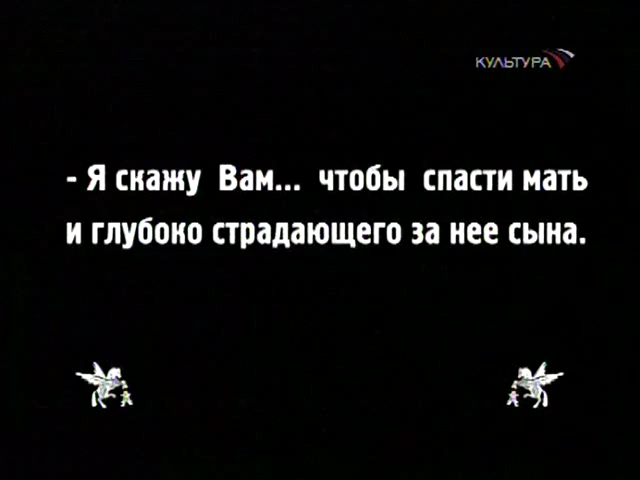 КУЛЬТУРА
- Я скажу Вам... чтобы спасти мать
и глубоко страдающего за нее сына.